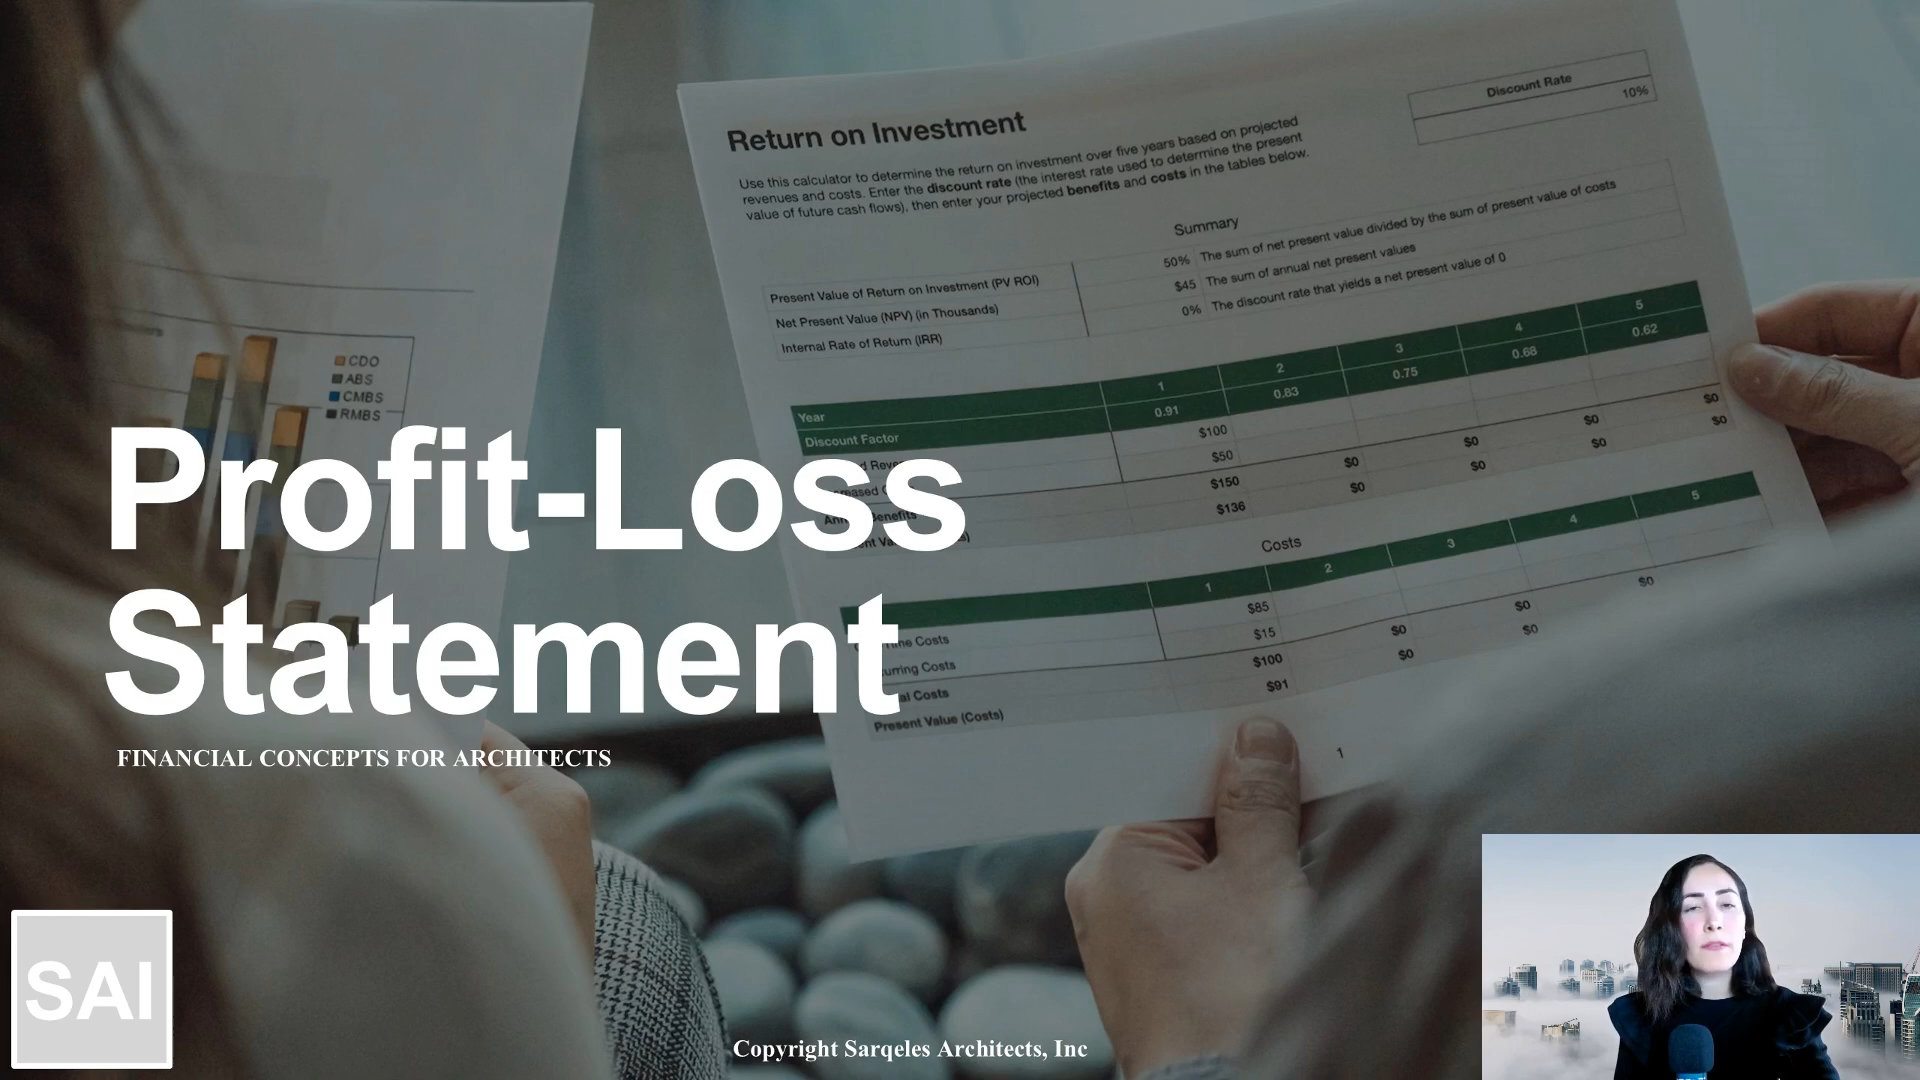 Return on Investment
Use this calculator to determine the return on investment over five years based on projected
revenues and costs. Enter the discount rate (the interest rate used to determine the present
value of future cash flows), then enter your projected benefits and costs in the tables below.
Discount Rate
10%
Summary
Present Value of Return on Investment (PV ROI) 50% The sum of net present value divided by the sum of present value of costs
Net Present Value (NPV) (in Thousands) $45 The sum of annual net present values
Internal Rate of Return (IRR) 0% The discount rate that yields a net present value of 0
CDO
ABS
CMBS
RMBS
Year 1 2 3 4 5
Discount Factor 0.91 0.83 0.75 0.68 0.62
$100
$50
$150 $0 $0 $0 $0
Benefits $136 $0 $0 $0 $0
Costs
1 2 3 4 5
Costs $85
Costs $15
Costs $100 $0 $0 $0
Present Value (Costs) $91 $0 $0
1
Profit-Loss
Statement
FINANCIAL CONCEPTS FOR ARCHITECTS
SAI
Copyright Sarqeles Architects, Inc